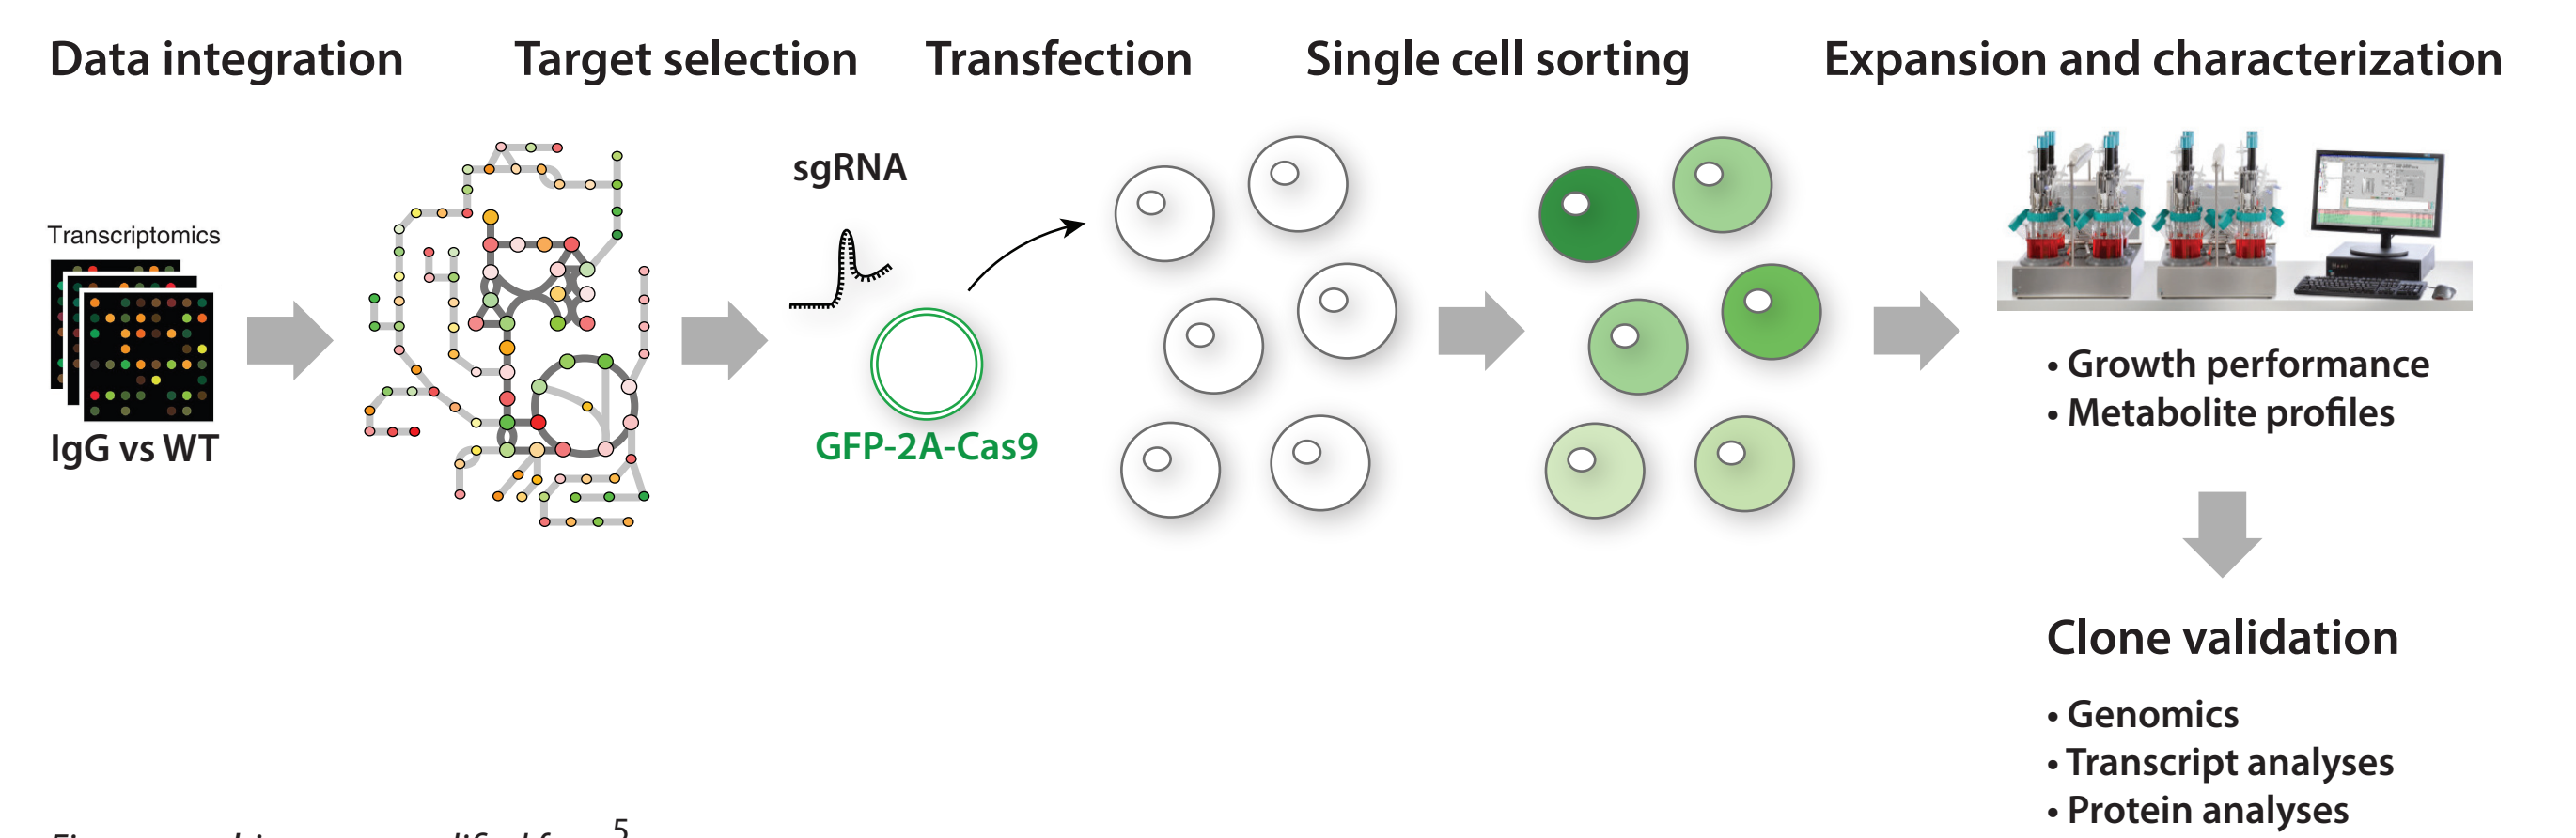 Data integration
Target selection
Transfection
Single cell sorting
Expansion and characterization
Transcriptomics
IgG vs WT
sgRNA
GFP-2A-Cas9
• Growth performance
• Metabolite profiles
Clone validation
• Genomics
• Transcript analyses
• Protein analyses
5